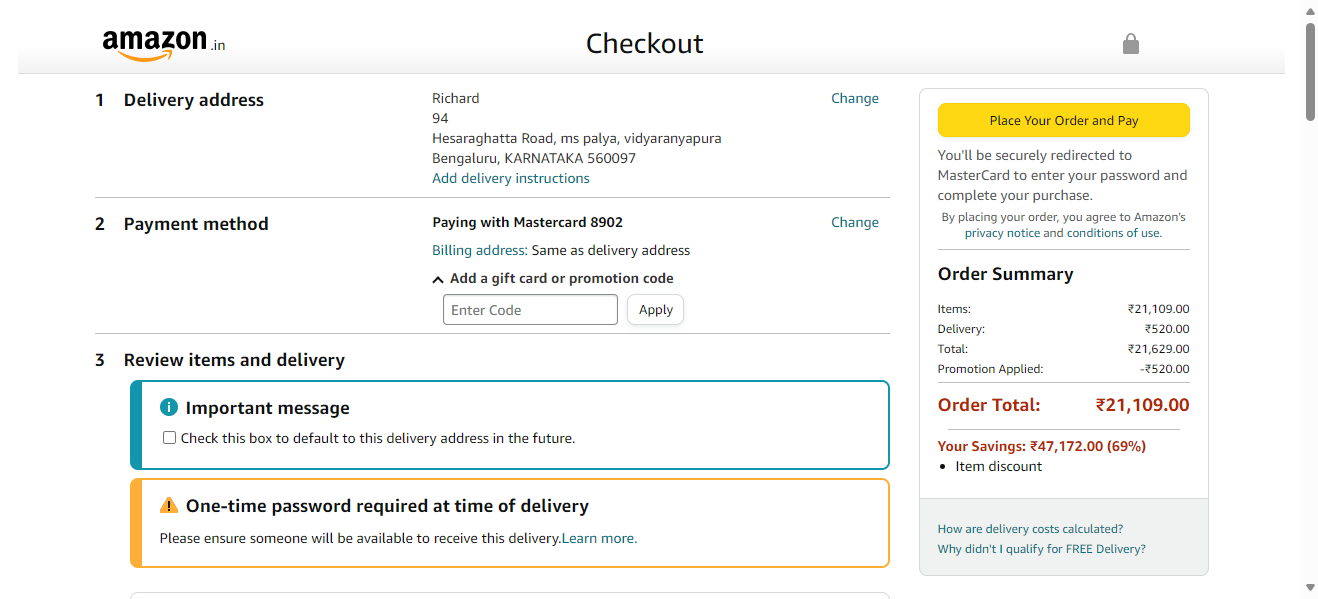 amazon.in
Checkout
1 Delivery address
Richard
94
Hesaraghatta Road, ms palya, vidyaranyapura
Bengaluru, KARNATAKA 560097
Add delivery instructions
Change
2 Payment method
Paying with Mastercard 8902
Change
Billing address: Same as delivery address
Add a gift card or promotion code
Enter Code
Apply
3 Review items and delivery
Important message
Check this box to default to this delivery address in the future.
One-time password required at time of delivery
Please ensure someone will be available to receive this delivery.Learn more.
Place Your Order and Pay
You'll be securely redirected to
MasterCard to enter your password and
complete your purchase.
By placing your order, you agree to Amazon's
privacy notice and conditions of use.
Order Summary
Items: ₹21,109.00
Delivery: ₹520.00
Total: ₹21,629.00
Promotion Applied: -₹520.00
Order Total: ₹21,109.00
Your Savings: ₹47,172.00 (69%)
• Item discount
How are delivery costs calculated?
Why didn't I qualify for FREE Delivery?